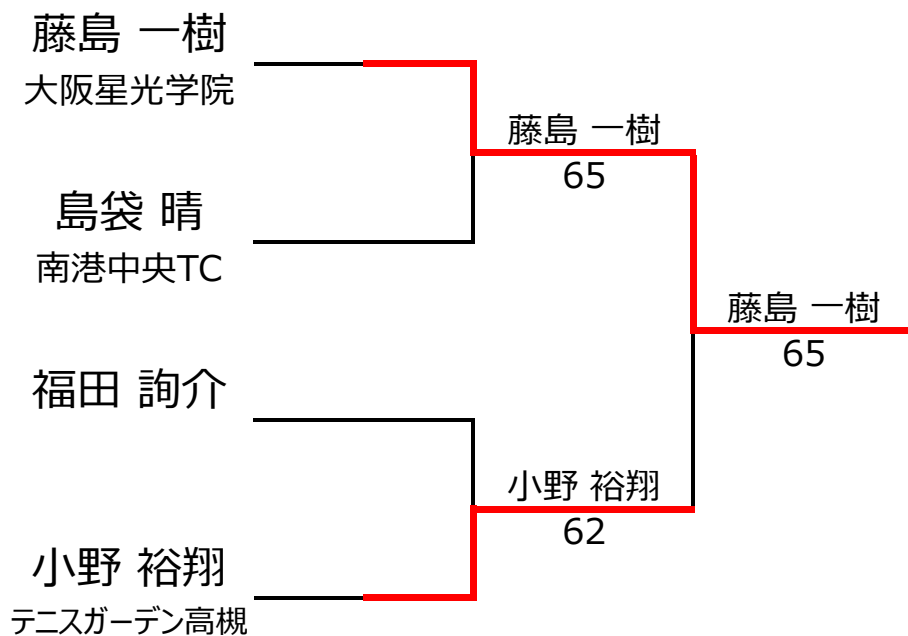 藤島 一樹
大阪星光学院
島袋 晴
南港中央TC
福田 詢介
小野 裕翔
テニスガーデン高槻
藤島 一樹
65
小野 裕翔
62
藤島 一樹
65